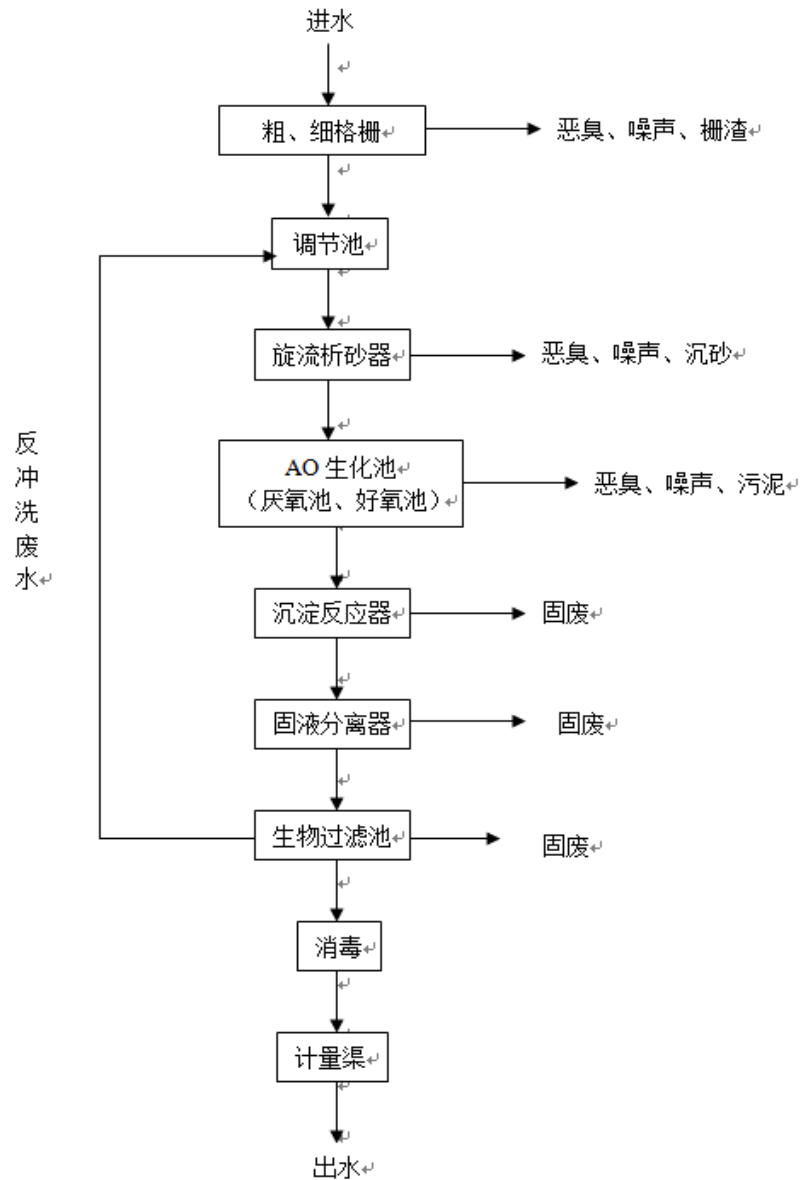 进水
粗、细格栅
恶臭、噪声、栅渣
调节池
旋流析砂器
恶臭、噪声、沉砂
AO 生化池
（厌氧池、好氧池）
恶臭、噪声、污泥
反
冲
洗
废
水
沉淀反应器
固废
固液分离器
固废
生物过滤池
固废
消毒
计量渠
出水